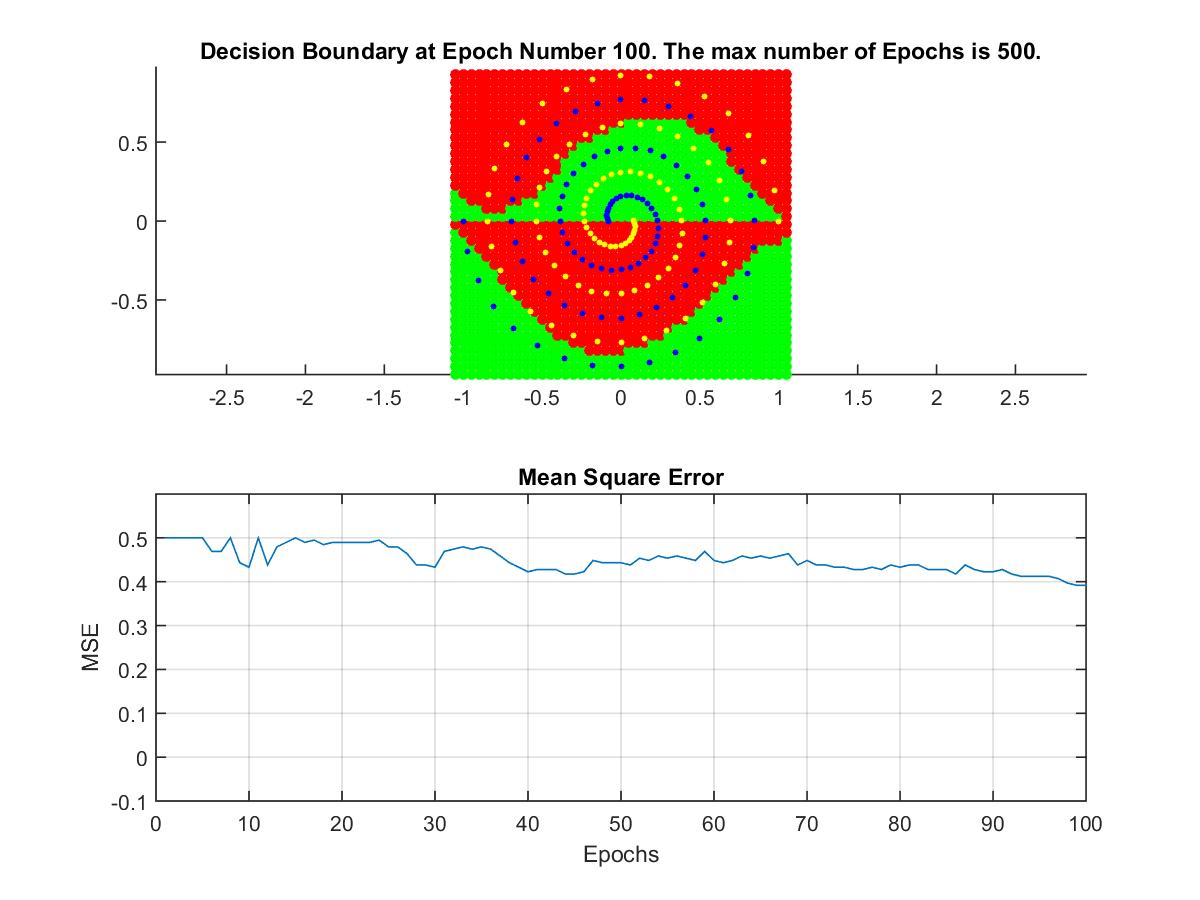 Decision Boundary at Epoch Number 100. The max number of Epochs is 500.
0.5
0
-0.5
-2.5 -2 -1.5 -1 -0.5 0 0.5 1 1.5 2 2.5
Mean Square Error
0.5
0.4
0.3
0.2
0.1
0
-0.1
MSE
0 10 20 30 40 50 60 70 80 90 100
Epochs